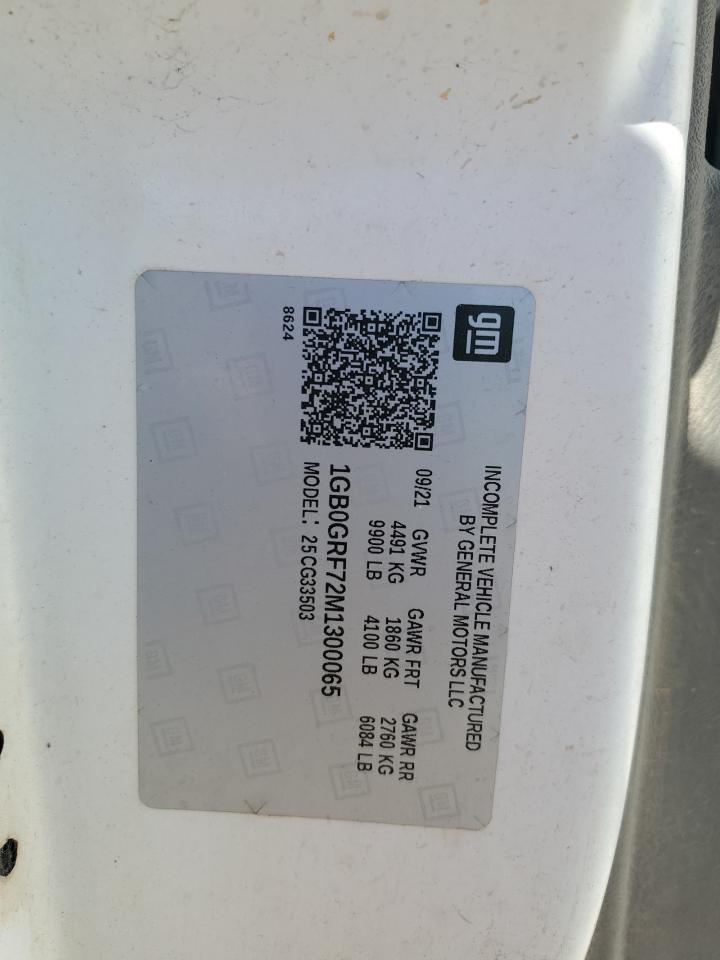 gm
INCOMPLETE VEHICLE MANUFACTURED
BY GENERAL MOTORS LLC
09/21 GVWR GAWR FRT GAWR RR
4491 KG 1860 KG 2760 KG
9900 LB 4100 LB 6084 LB
1GB0GRF72M1300065
MODEL: 25CG33503
8624